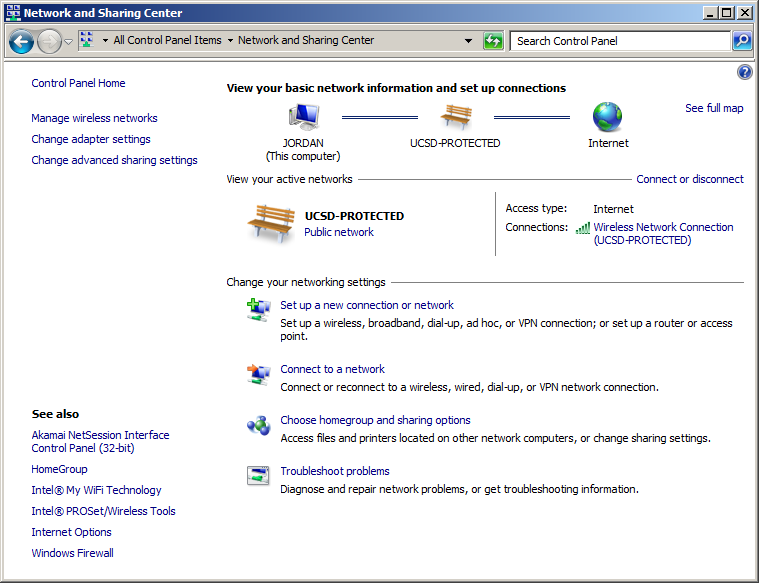 Network and Sharing Center
All Control Panel Items
Network and Sharing Center
Search Control Panel
Control Panel Home
Manage wireless networks
Change adapter settings
Change advanced sharing settings
View your basic network information and set up connections
See full map
JORDAN
(This computer)
UCSD-PROTECTED
Internet
View your active networks
Connect or disconnect
UCSD-PROTECTED
Public network
Access type: Internet
Connections: Wireless Network Connection
(UCSD-PROTECTED)
Change your networking settings
Set up a new connection or network
Set up a wireless, broadband, dial-up, ad hoc, or VPN connection; or set up a router or access
point.
Connect to a network
Connect or reconnect to a wireless, wired, dial-up, or VPN network connection.
Choose homegroup and sharing options
Access files and printers located on other network computers, or change sharing settings.
Troubleshoot problems
Diagnose and repair network problems, or get troubleshooting information.
See also
Akamai NetSession Interface
Control Panel (32-bit)
HomeGroup
Intel® My WiFi Technology
Intel® PROSet/Wireless Tools
Internet Options
Windows Firewall